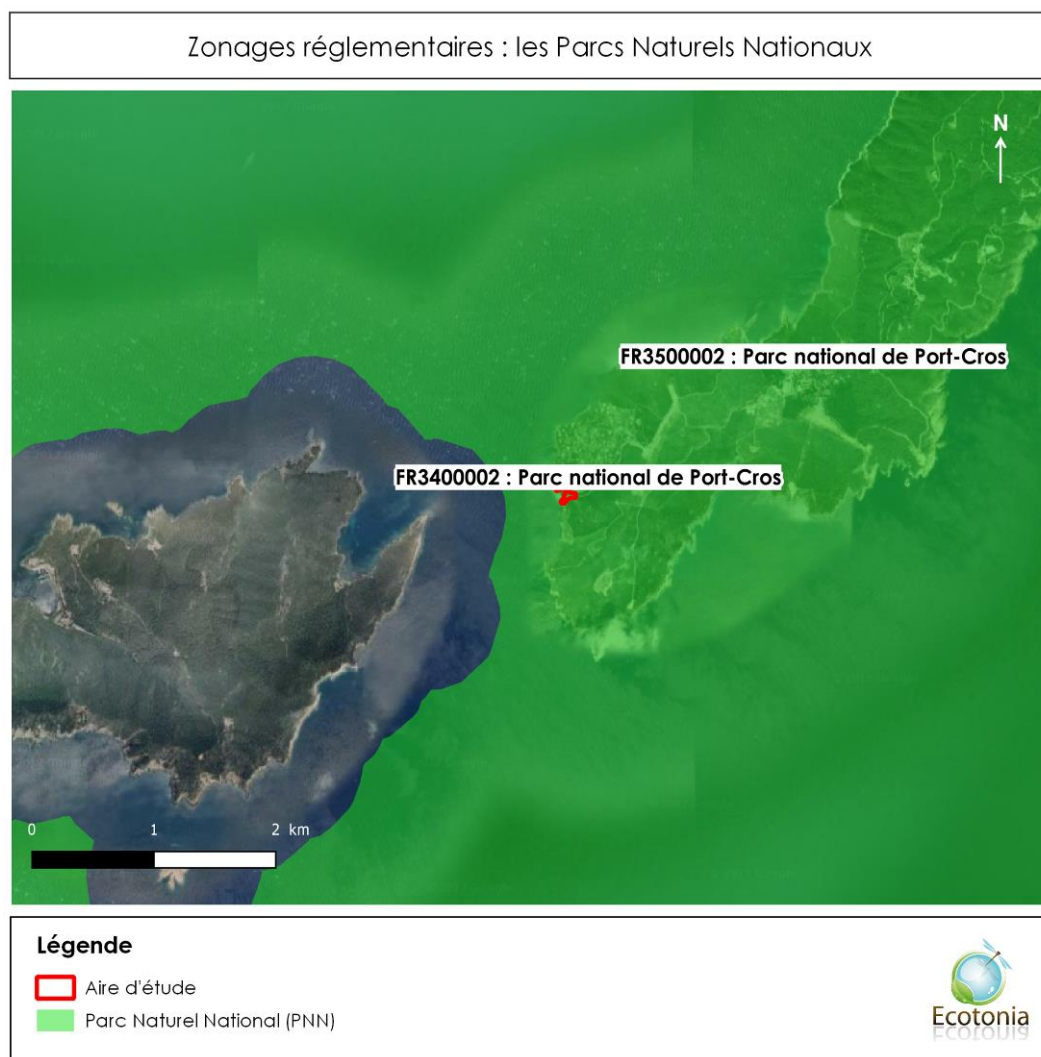 Zonages réglementaires : les Parcs Naturels Nationaux
N
FR3500002 : Parc national de Port-Cros
FR3400002 : Parc national de Port-Cros
0 1 2 km
Légende
Aire d'étude
Parc Naturel National (PNN)
Ecotonia